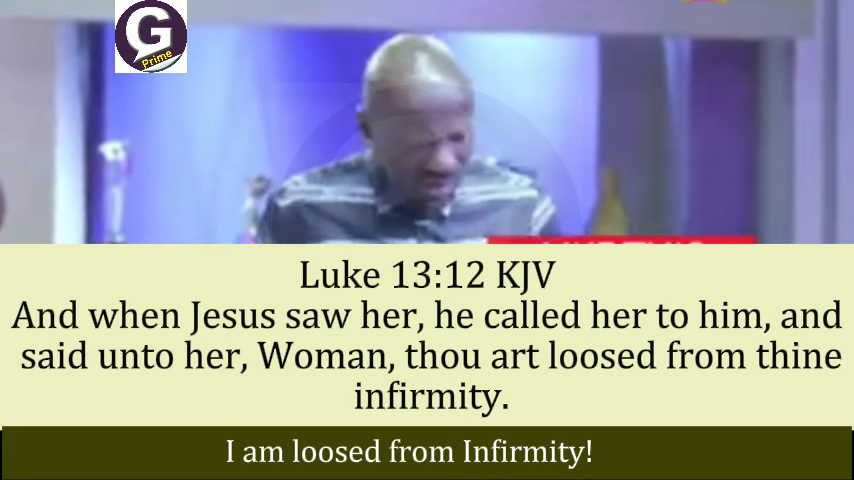 G
Prime
Luke 13:12 KJV
And when Jesus saw her, he called her to him, and
said unto her, Woman, thou art loosed from thine
infirmity.
I am loosed from Infirmity!